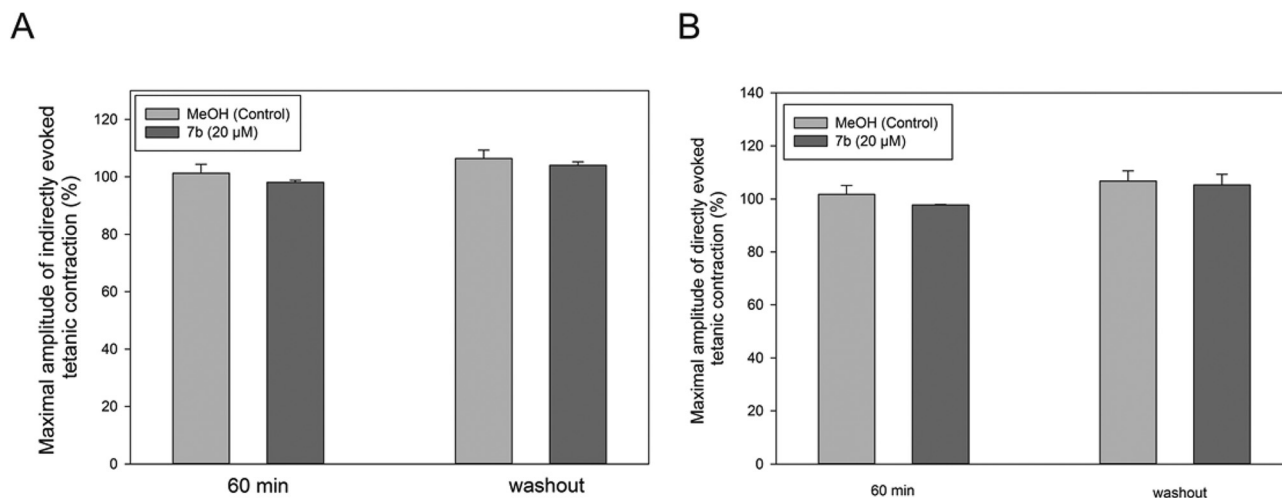 A
Maximal amplitude of indirectly evoked
tetanic contraction (%)
120
100
80
60
40
20
0
MeOH (Control)
7b (20 µM)
60 min
washout
B
Maximal amplitude of directly evoked
tetanic contraction (%)
140
120
100
80
60
40
20
0
MeOH (Control)
7b (20 µM)
60 min
washout